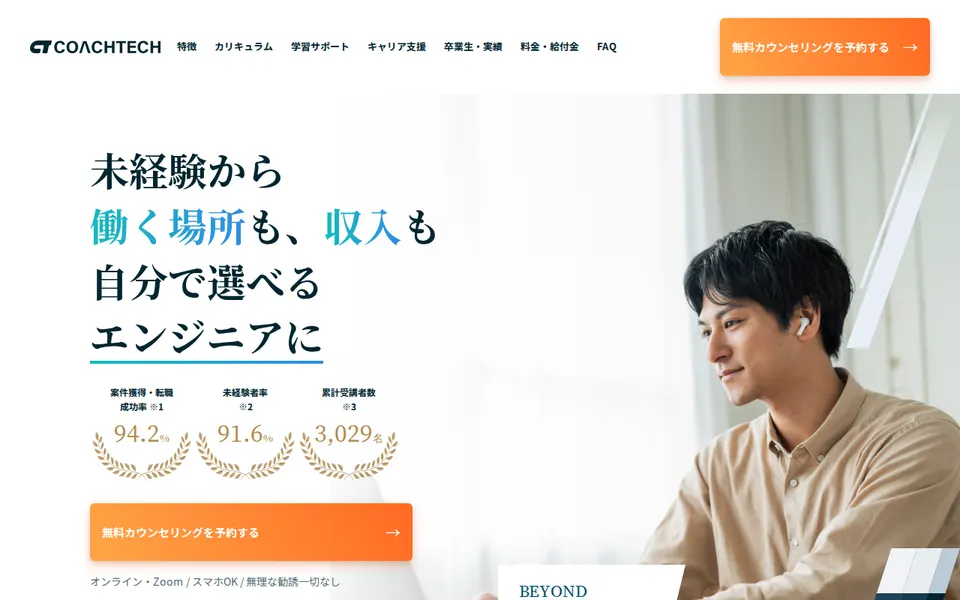 COACHTECH
特徴
カリキュラム
学習サポート
キャリア支援
卒業生・実績
料金・給付金
FAQ
無料カウンセリングを予約する →
未経験から
働く場所も、収入も
自分で選べる
エンジニアに
案件獲得・転職
成功率 ※1
94.2%
未経験者率
※2
91.6%
累計受講者数
※3
3,029名
無料カウンセリングを予約する →
オンライン・Zoom / スマホOK / 無理な勧誘一切なし
BEYOND